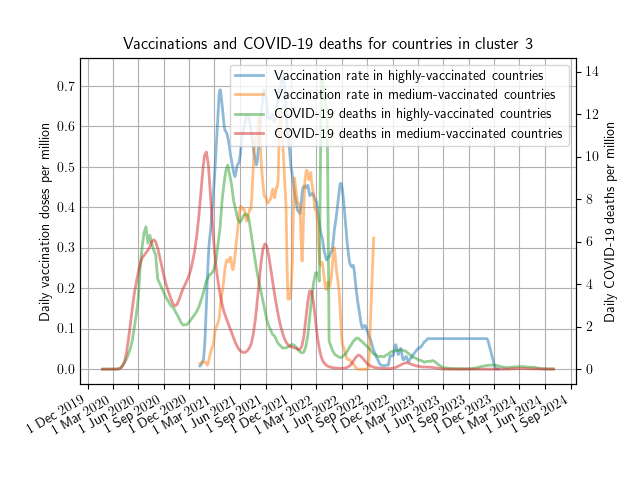 Vaccinations and COVID-19 deaths for countries in cluster 3
Vaccination rate in highly-vaccinated countries
Vaccination rate in medium-vaccinated countries
COVID-19 deaths in highly-vaccinated countries
COVID-19 deaths in medium-vaccinated countries
Daily vaccination doses per million
0.7
0.6
0.5
0.4
0.3
0.2
0.1
0.0
14
12
10
8
6
4
2
0
Daily COVID-19 deaths per million
1 Dec 2019
1 Mar 2020
1 Jun 2020
1 Sep 2020
1 Dec 2020
1 Mar 2021
1 Jun 2021
1 Sep 2021
1 Dec 2021
1 Mar 2022
1 Jun 2022
1 Sep 2022
1 Dec 2022
1 Mar 2023
1 Jun 2023
1 Sep 2023
1 Dec 2023
1 Mar 2024
1 Jun 2024
1 Sep 2024